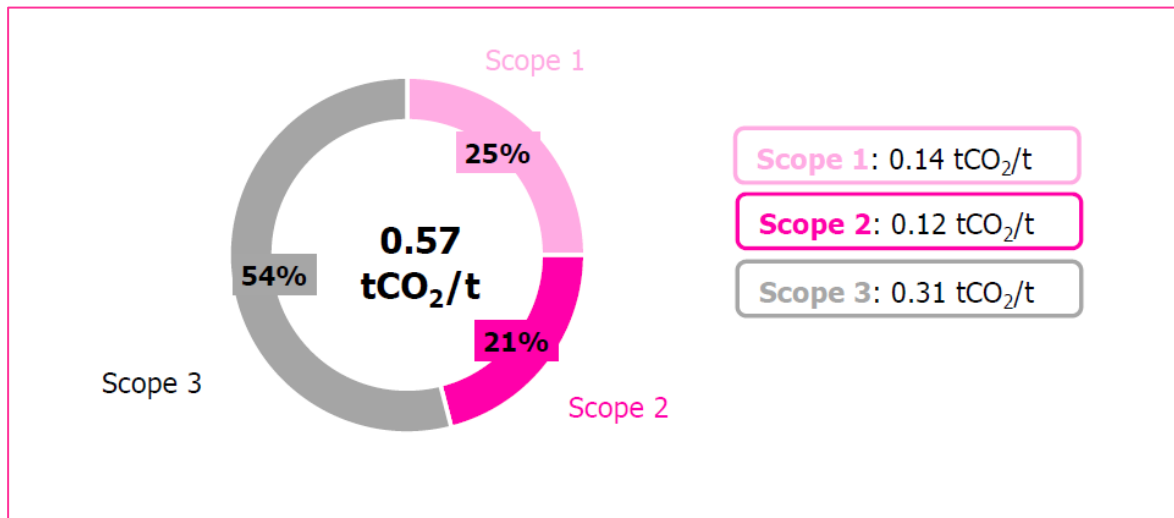 Scope 1
25%
0.57
tCO₂/t
54%
21%
Scope 3
Scope 2
Scope 1: 0.14 tCO₂/t
Scope 2: 0.12 tCO₂/t
Scope 3: 0.31 tCO₂/t